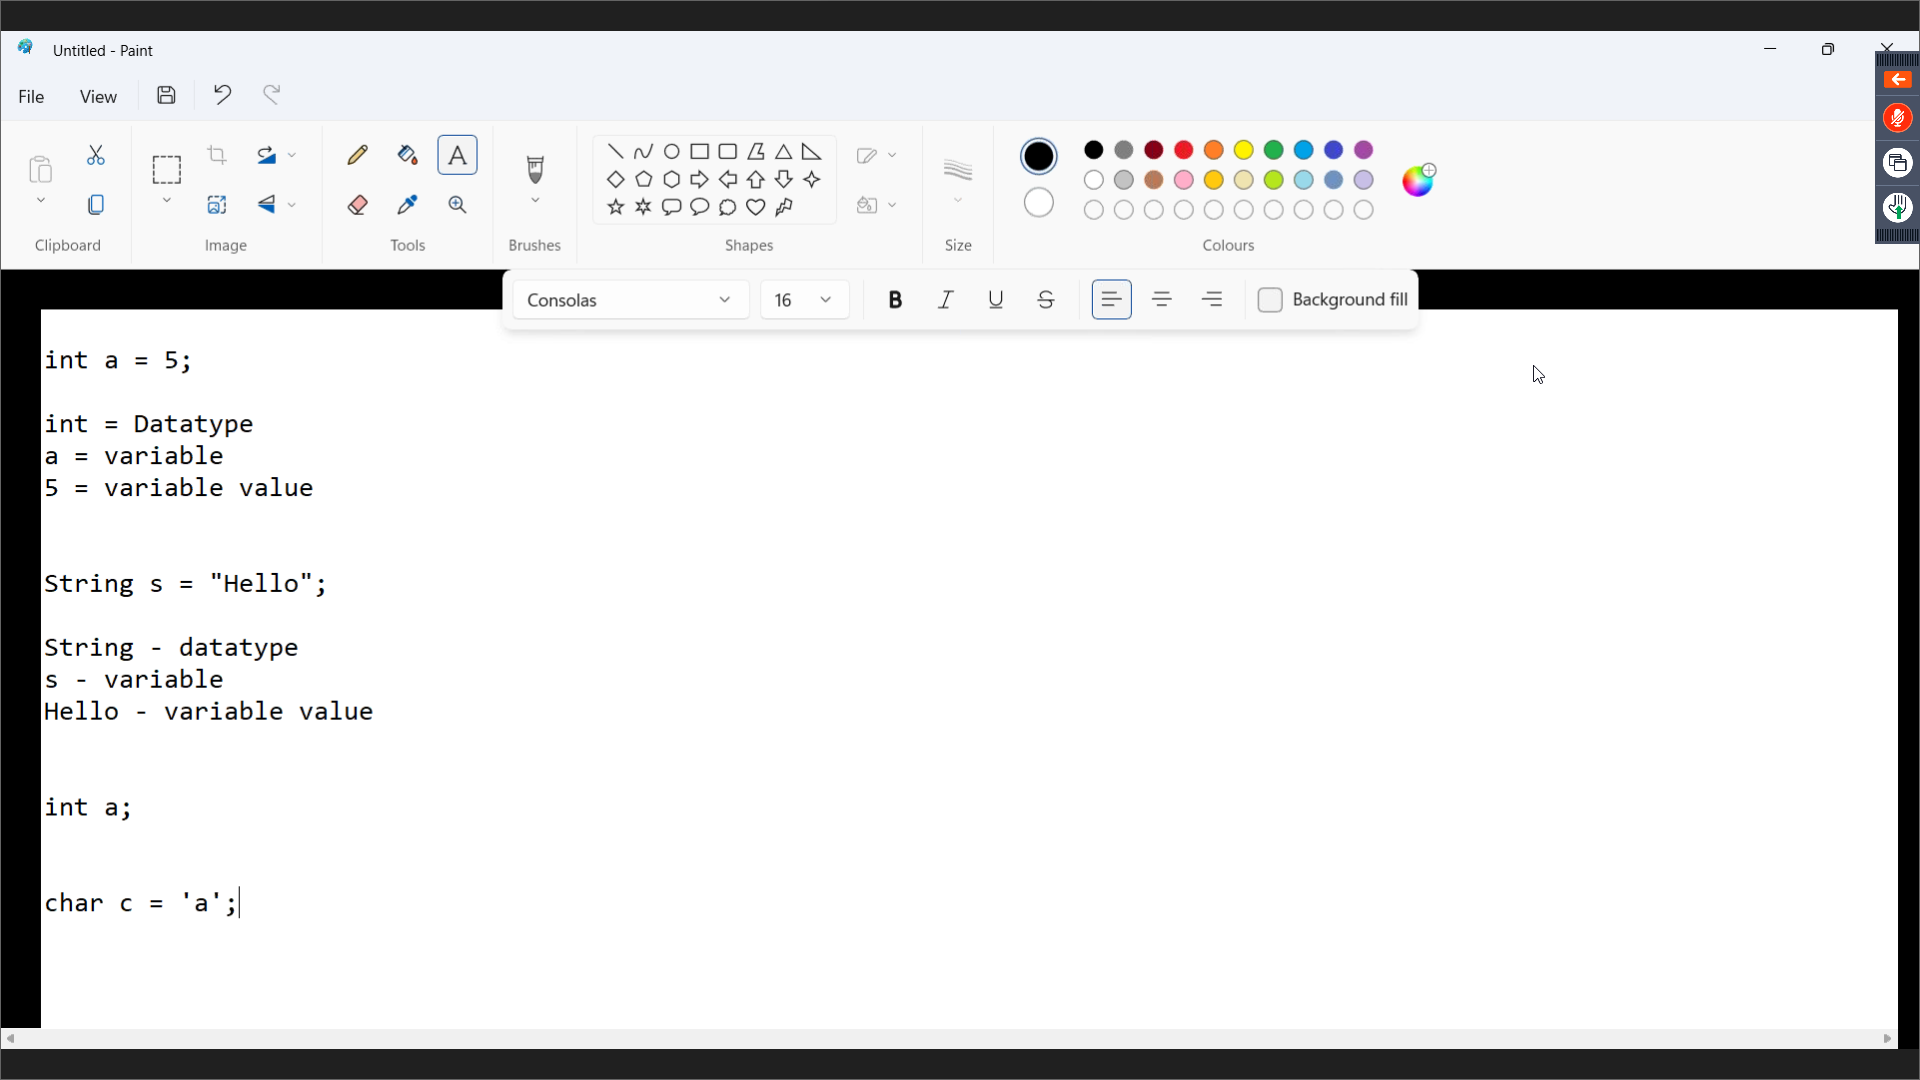 Untitled - Paint
File View
Clipboard Image Tools Brushes Shapes Size Colours
Consolas 16 B I U S Background fill
int a = 5;
int = Datatype
a = variable
5 = variable value
String s = "Hello";
String - datatype
s - variable
Hello - variable value
int a;
char c = 'a';